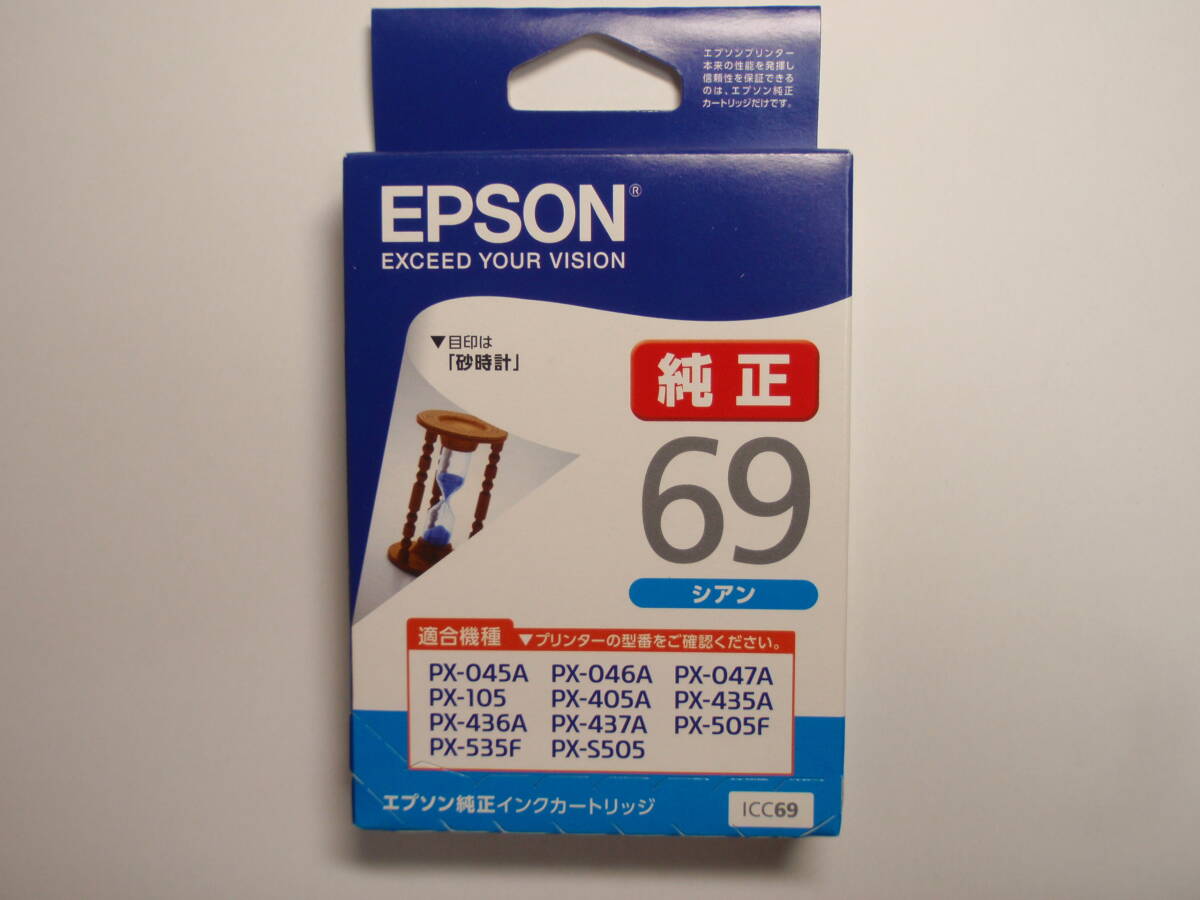 エプソンプリンター
本来の性能を発揮し
信頼性を保証できる
のは、エプソン純正
カートリッジだけです。
EPSON®
EXCEED YOUR VISION
▼目印は
「砂時計」
純正
69
シアン
適合機種 ▼プリンターの型番をご確認ください。
PX-045A PX-046A PX-047A
PX-105 PX-405A PX-435A
PX-436A PX-437A PX-505F
PX-535F PX-S505
エプソン純正インクカートリッジ ICC69